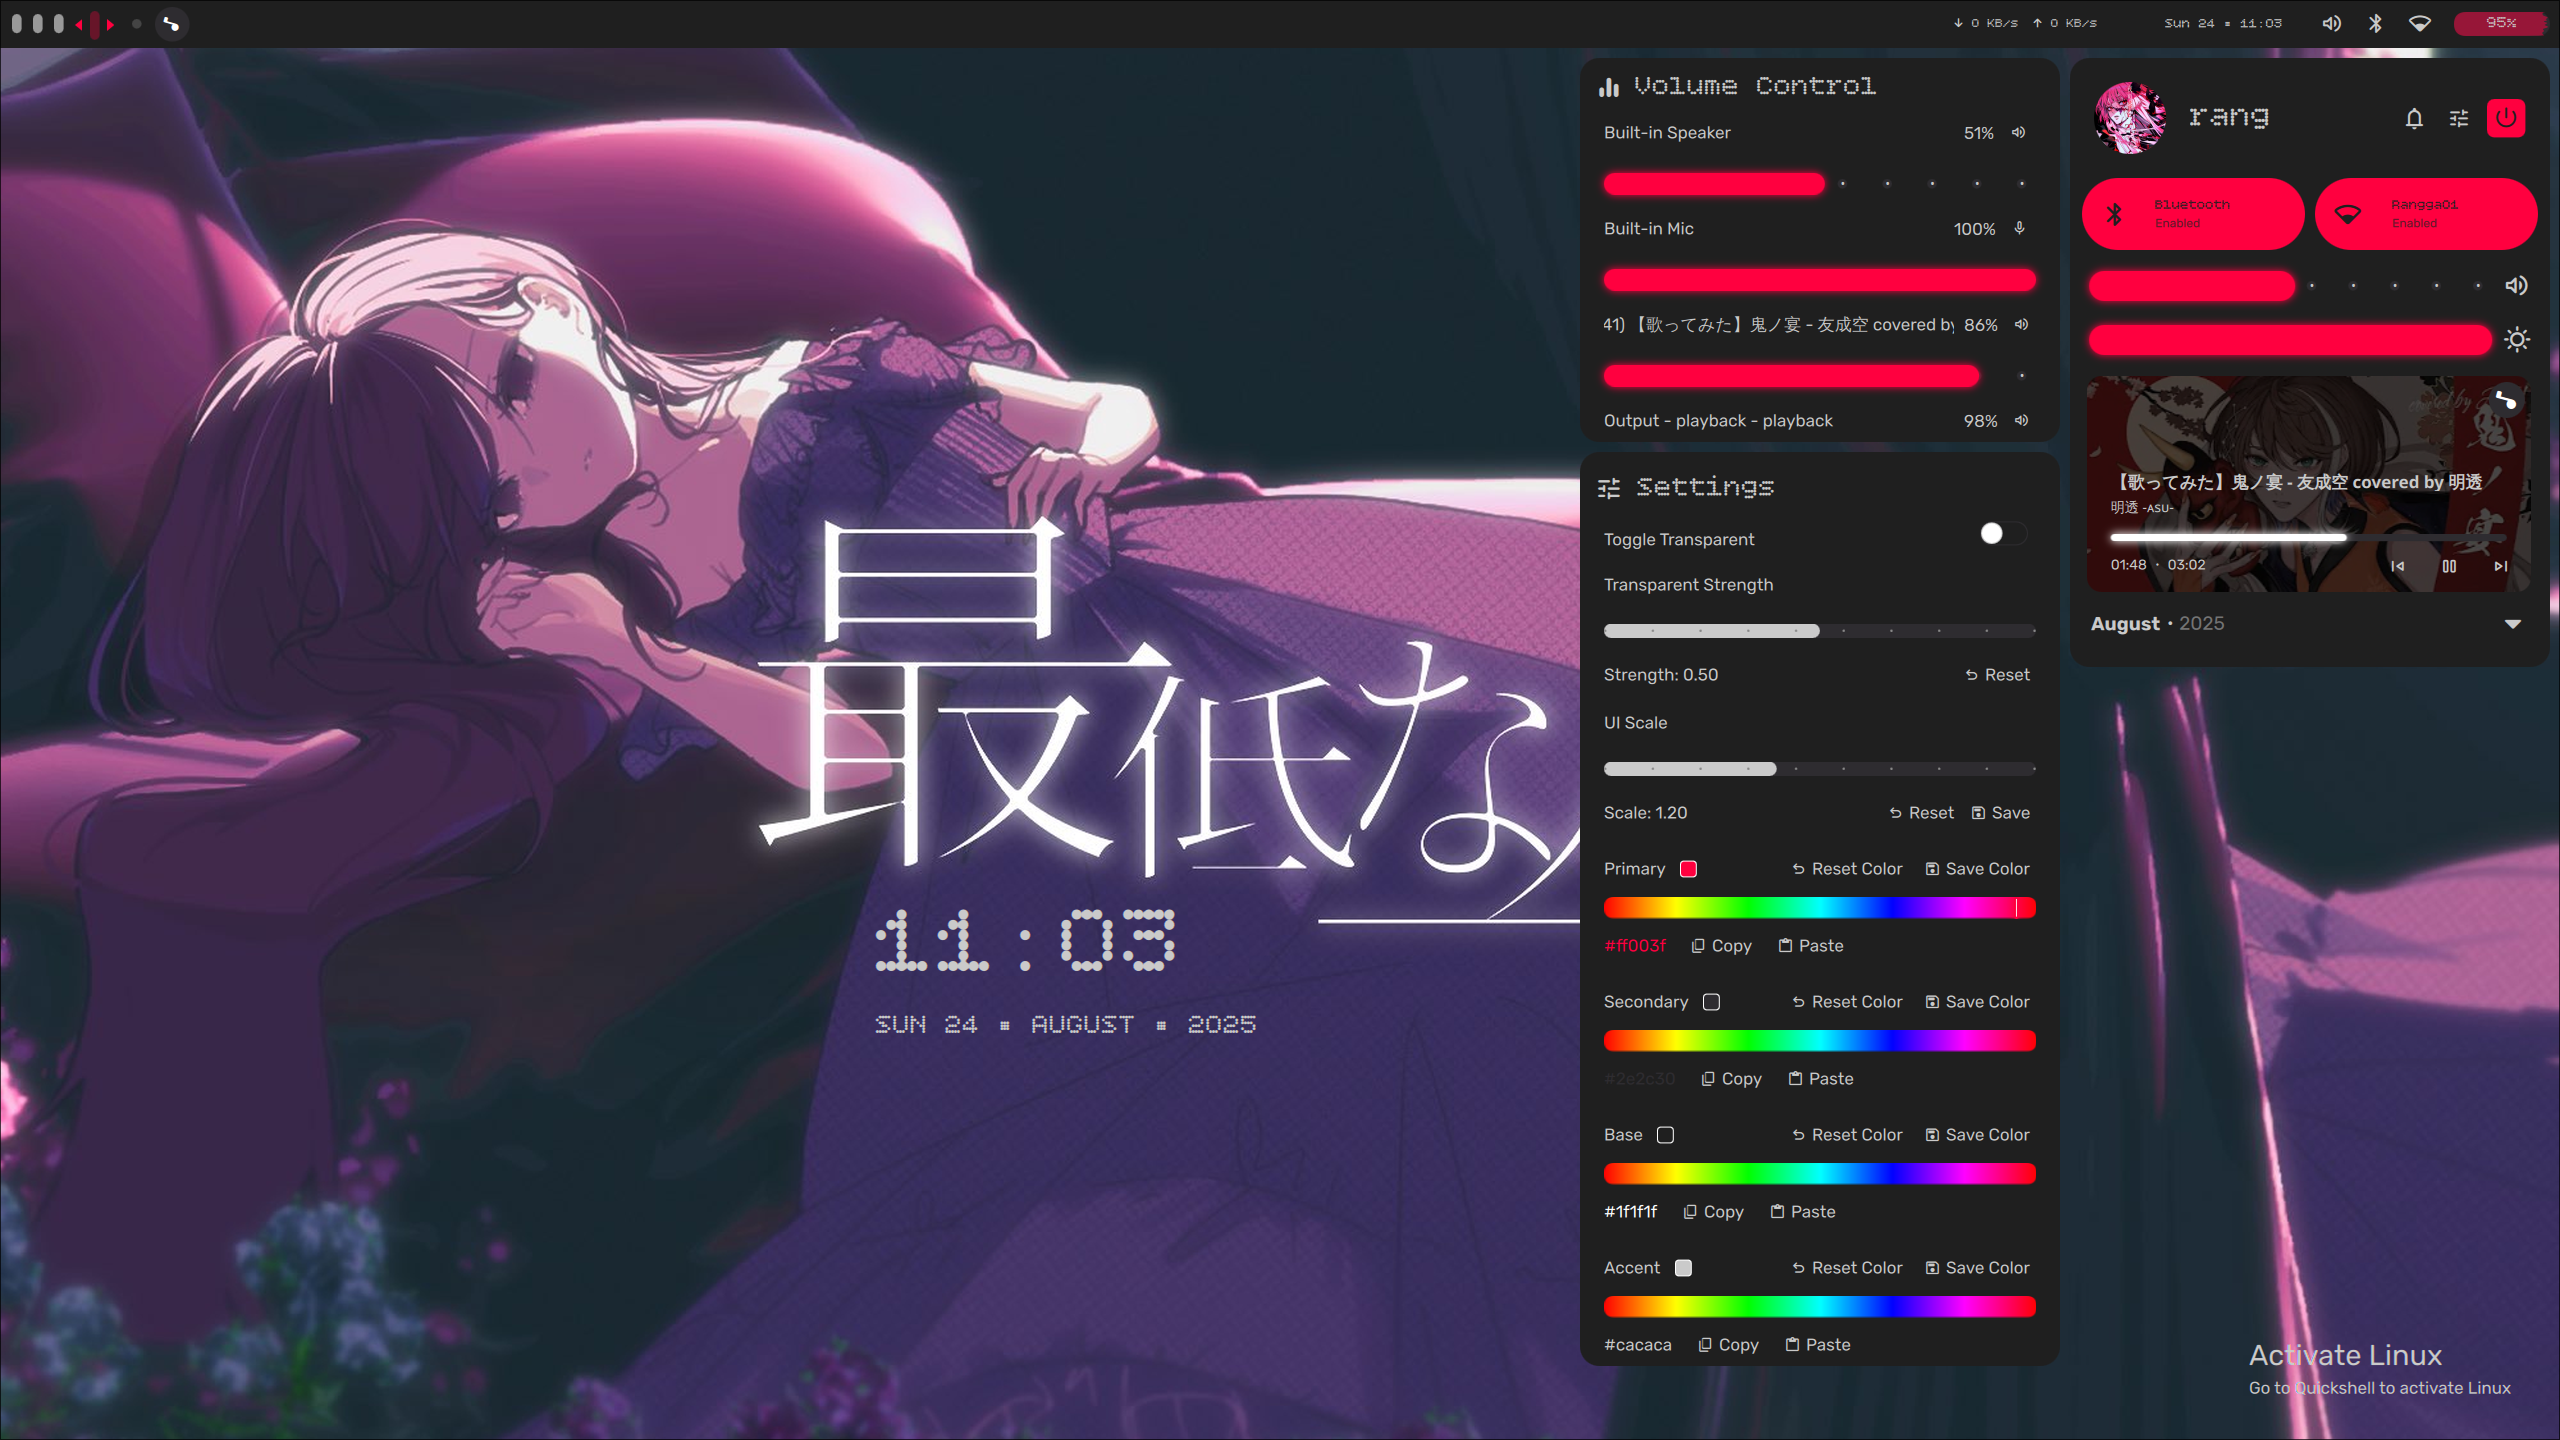 ↓ 0 KB/s ↑ 0 KB/s
Sun 24 ▪ 11:03
95%
Volume Control
Built-in Speaker 51%
Built-in Mic 100%
41) 【歌ってみた】鬼ノ宴 - 友成空 covered by 86%
Output - playback - playback 98%
Settings
Toggle Transparent
Transparent Strength
Strength: 0.50 Reset
UI Scale
Scale: 1.20 Reset Save
Primary Reset Color Save Color
#ff003f Copy Paste
Secondary Reset Color Save Color
#2e2c30 Copy Paste
Base Reset Color Save Color
#1f1f1f Copy Paste
Accent Reset Color Save Color
#cacaca Copy Paste
rang
Bluetooth
Enabled
Rangga01
Enabled
covered by
鬼ノ宴
【歌ってみた】鬼ノ宴 - 友成空 covered by 明透
明透 -ASU-
01:48 · 03:02
August · 2025
最低な
11:03
SUN 24 ▪ AUGUST ▪ 2025
Activate Linux
Go to Quickshell to activate Linux